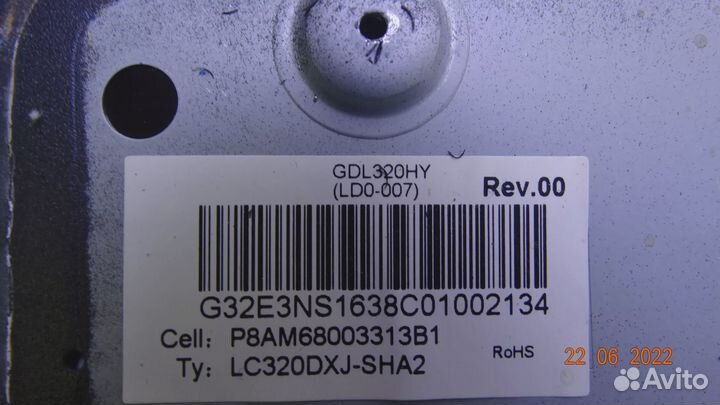 GDL320HY
(LD0-007)
Rev.00
G32E3NS1638C01002134
Cell: P8AM68003313B1
Ty: LC320DXJ-SHA2
RoHS
22 06 2022
Avito